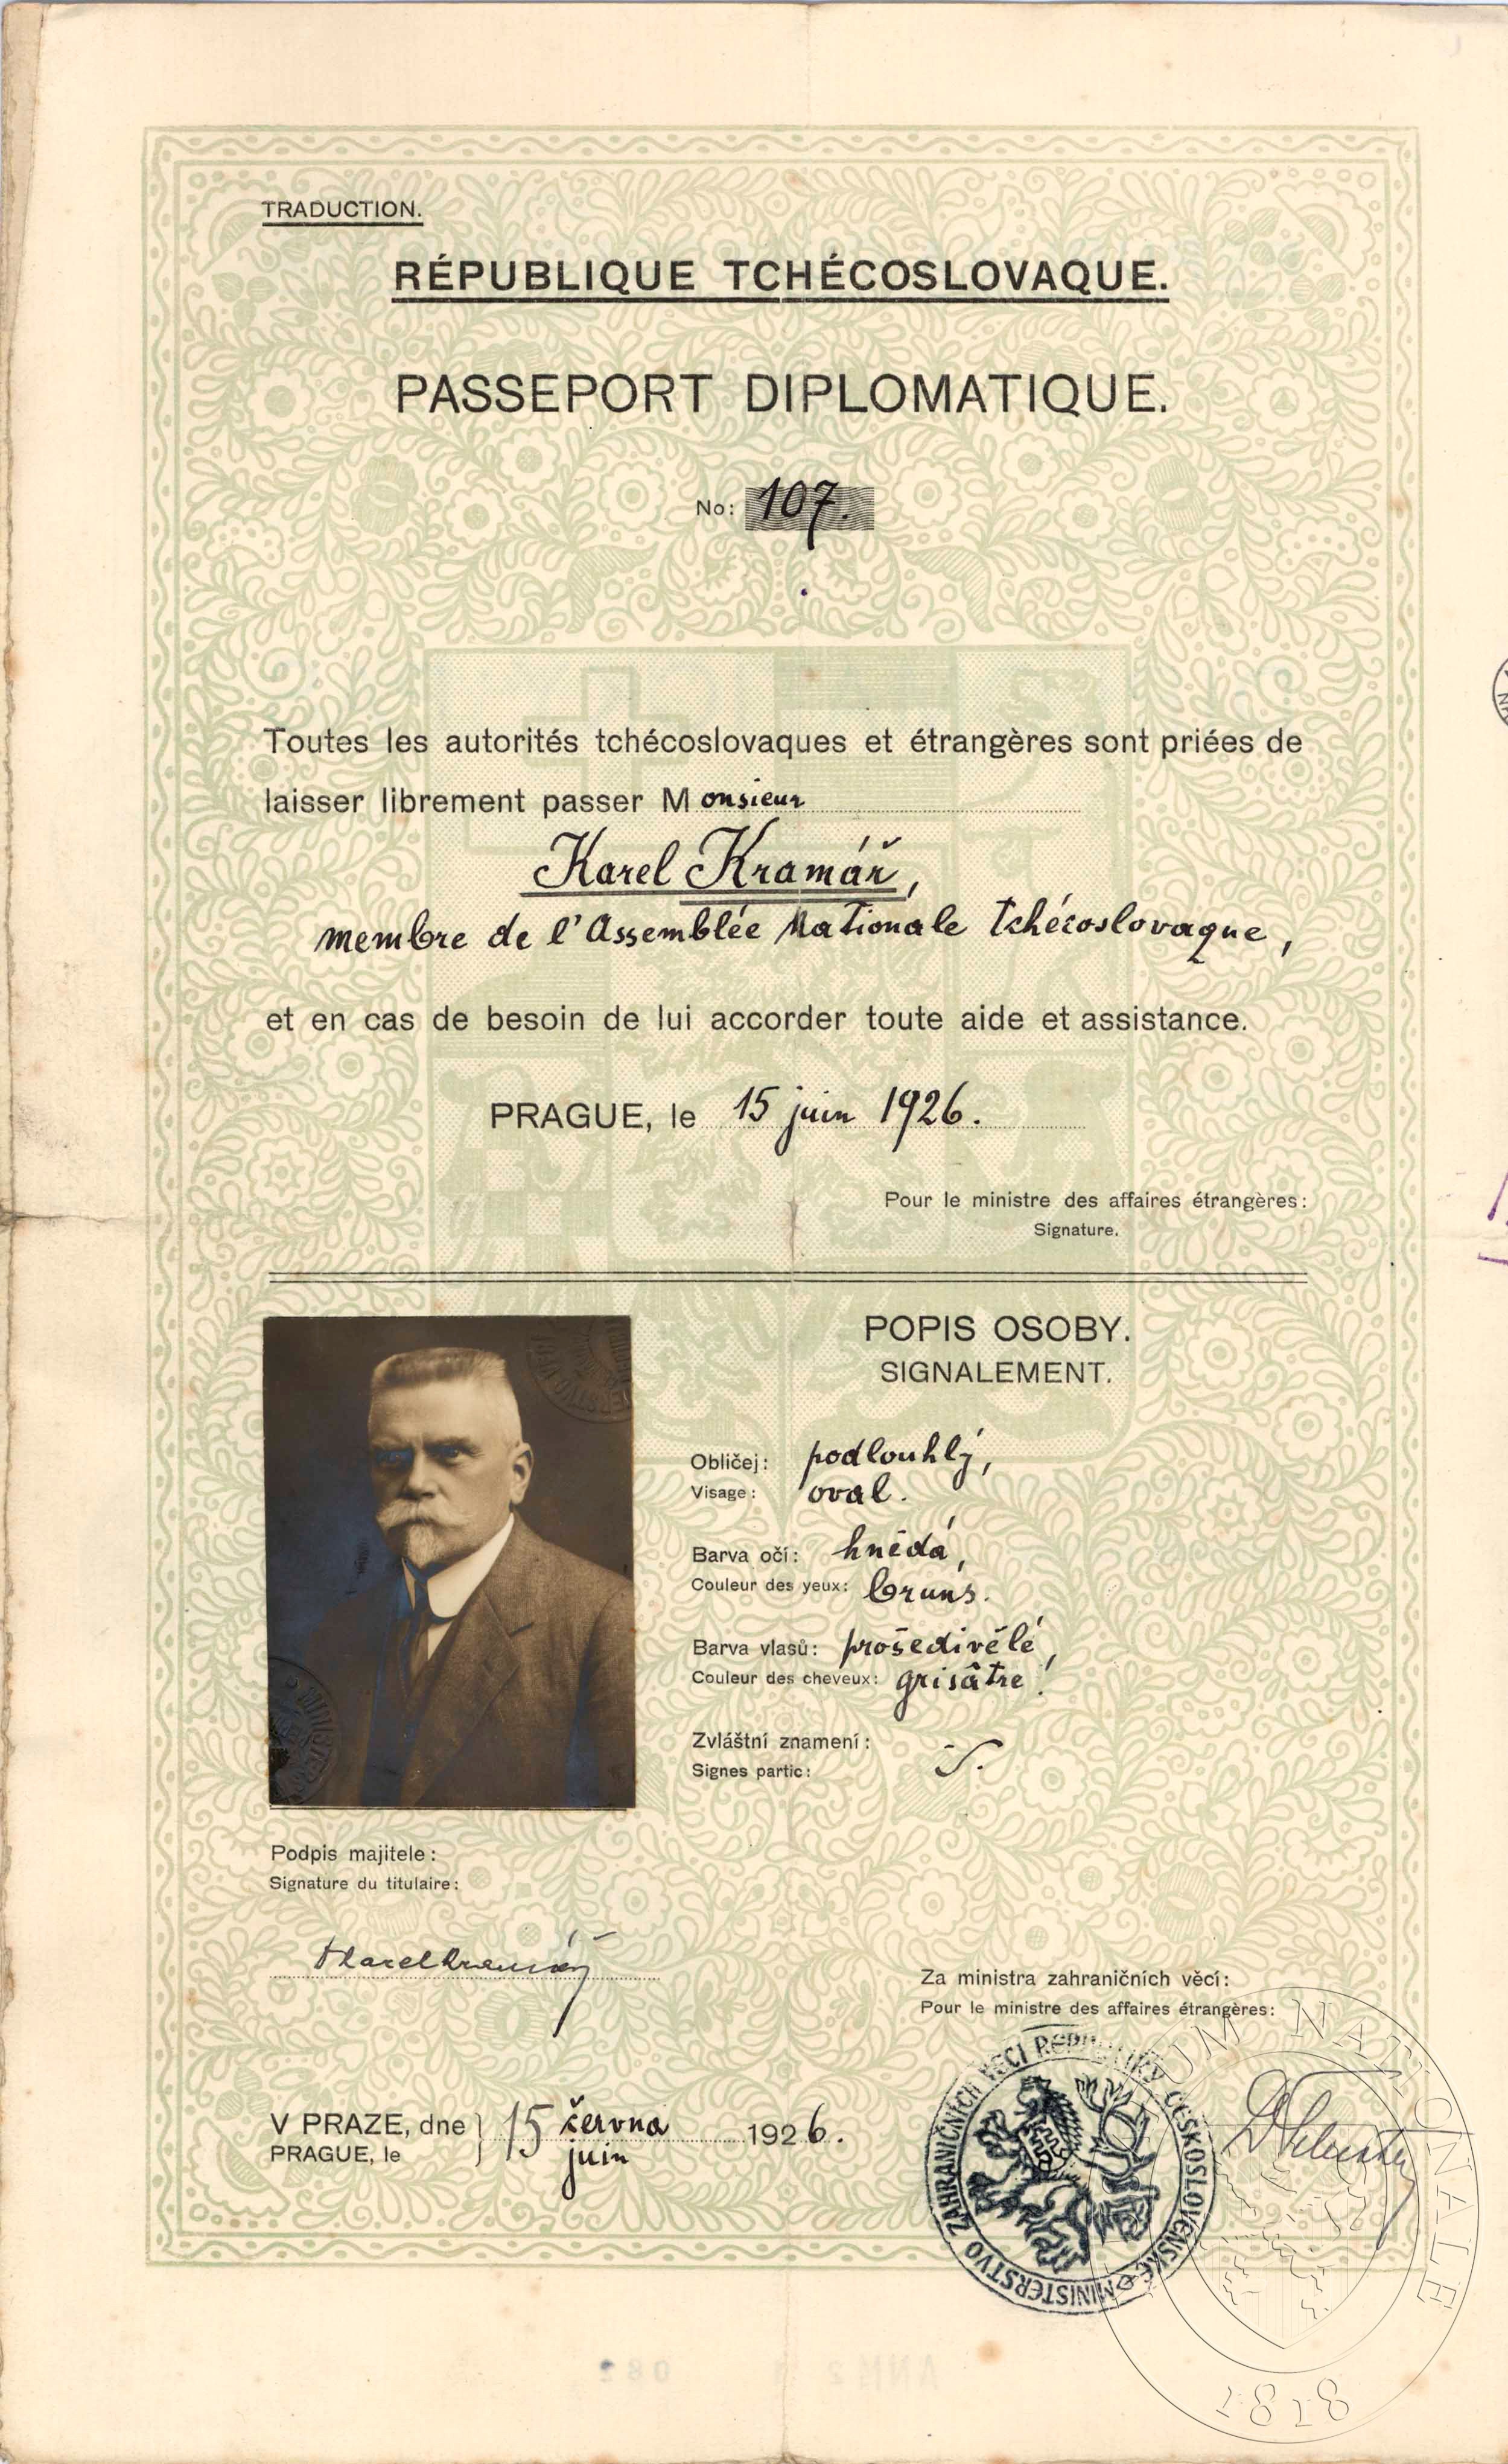 TRADUCTION.
RÉPUBLIQUE TCHÉCOSLOVAQUE.
PASSEPORT DIPLOMATIQUE.
No: 107.
Toutes les autorités tchécoslovaques et étrangères sont priées de
laisser librement passer Monsieur
Karel Kramář,
membre de l'Assemblée Nationale Tchécoslovaque,
et en cas de besoin de lui accorder toute aide et assistance.
PRAGUE, le 15 juin 1926.
Pour le ministre des affaires étrangères:
Signature.
POPIS OSOBY.
SIGNALEMENT.
Obličej: podlouhlý,
Visage: oval.
Barva očí: hnědá,
Couleur des yeux: bruns.
Barva vlasů: prošedivělé,
Couleur des cheveux: grisâtre.
Zvláštní znamení:
Signes partic:
Podpis majitele:
Signature du titulaire:
Karel Kramář
Za ministra zahraničních věcí:
Pour le ministre des affaires étrangères:
V PRAZE, dne } 15 června 1926.
PRAGUE, le juin
MINISTERSTVO ZAHRANIČNÍCH VĚCÍ REPUBLIKY ČESKOSLOVENSKÉ
NATIONALE
1818